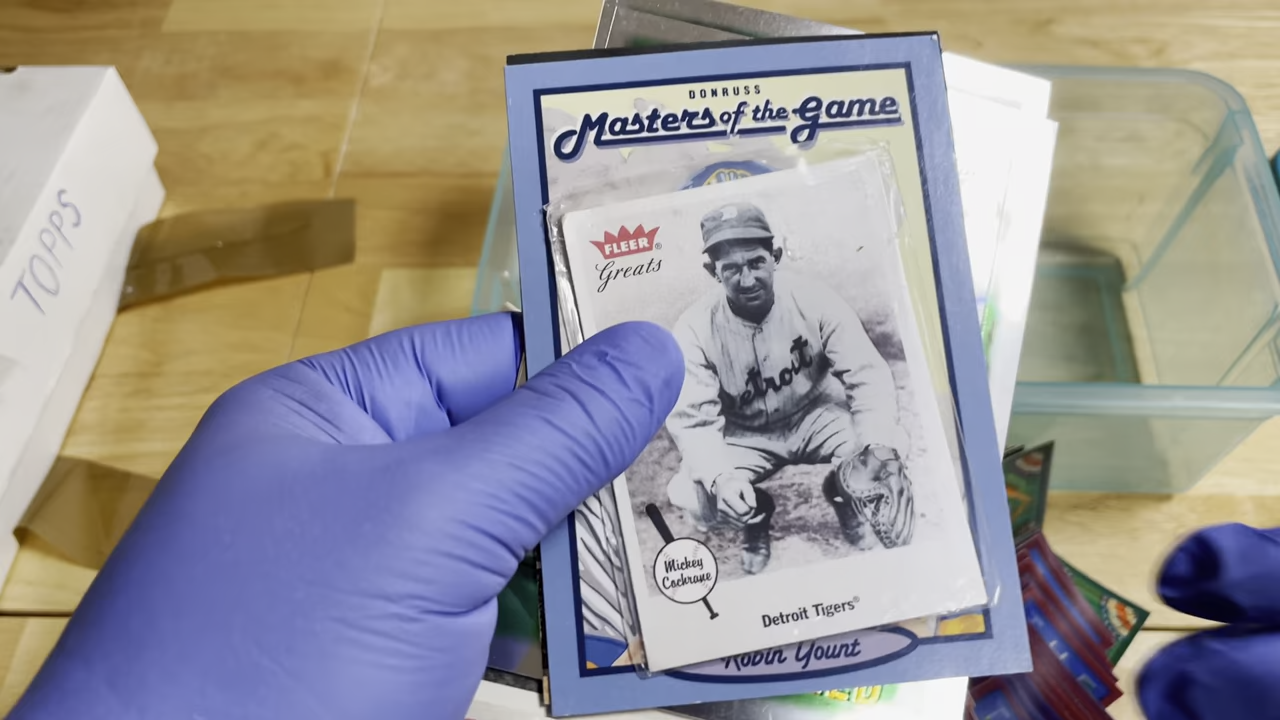 TOPPS
DONRUSS
Masters of the Game
FLEER®
Greats
Detroit
Mickey
Cochrane
Detroit Tigers®
Robin Yount